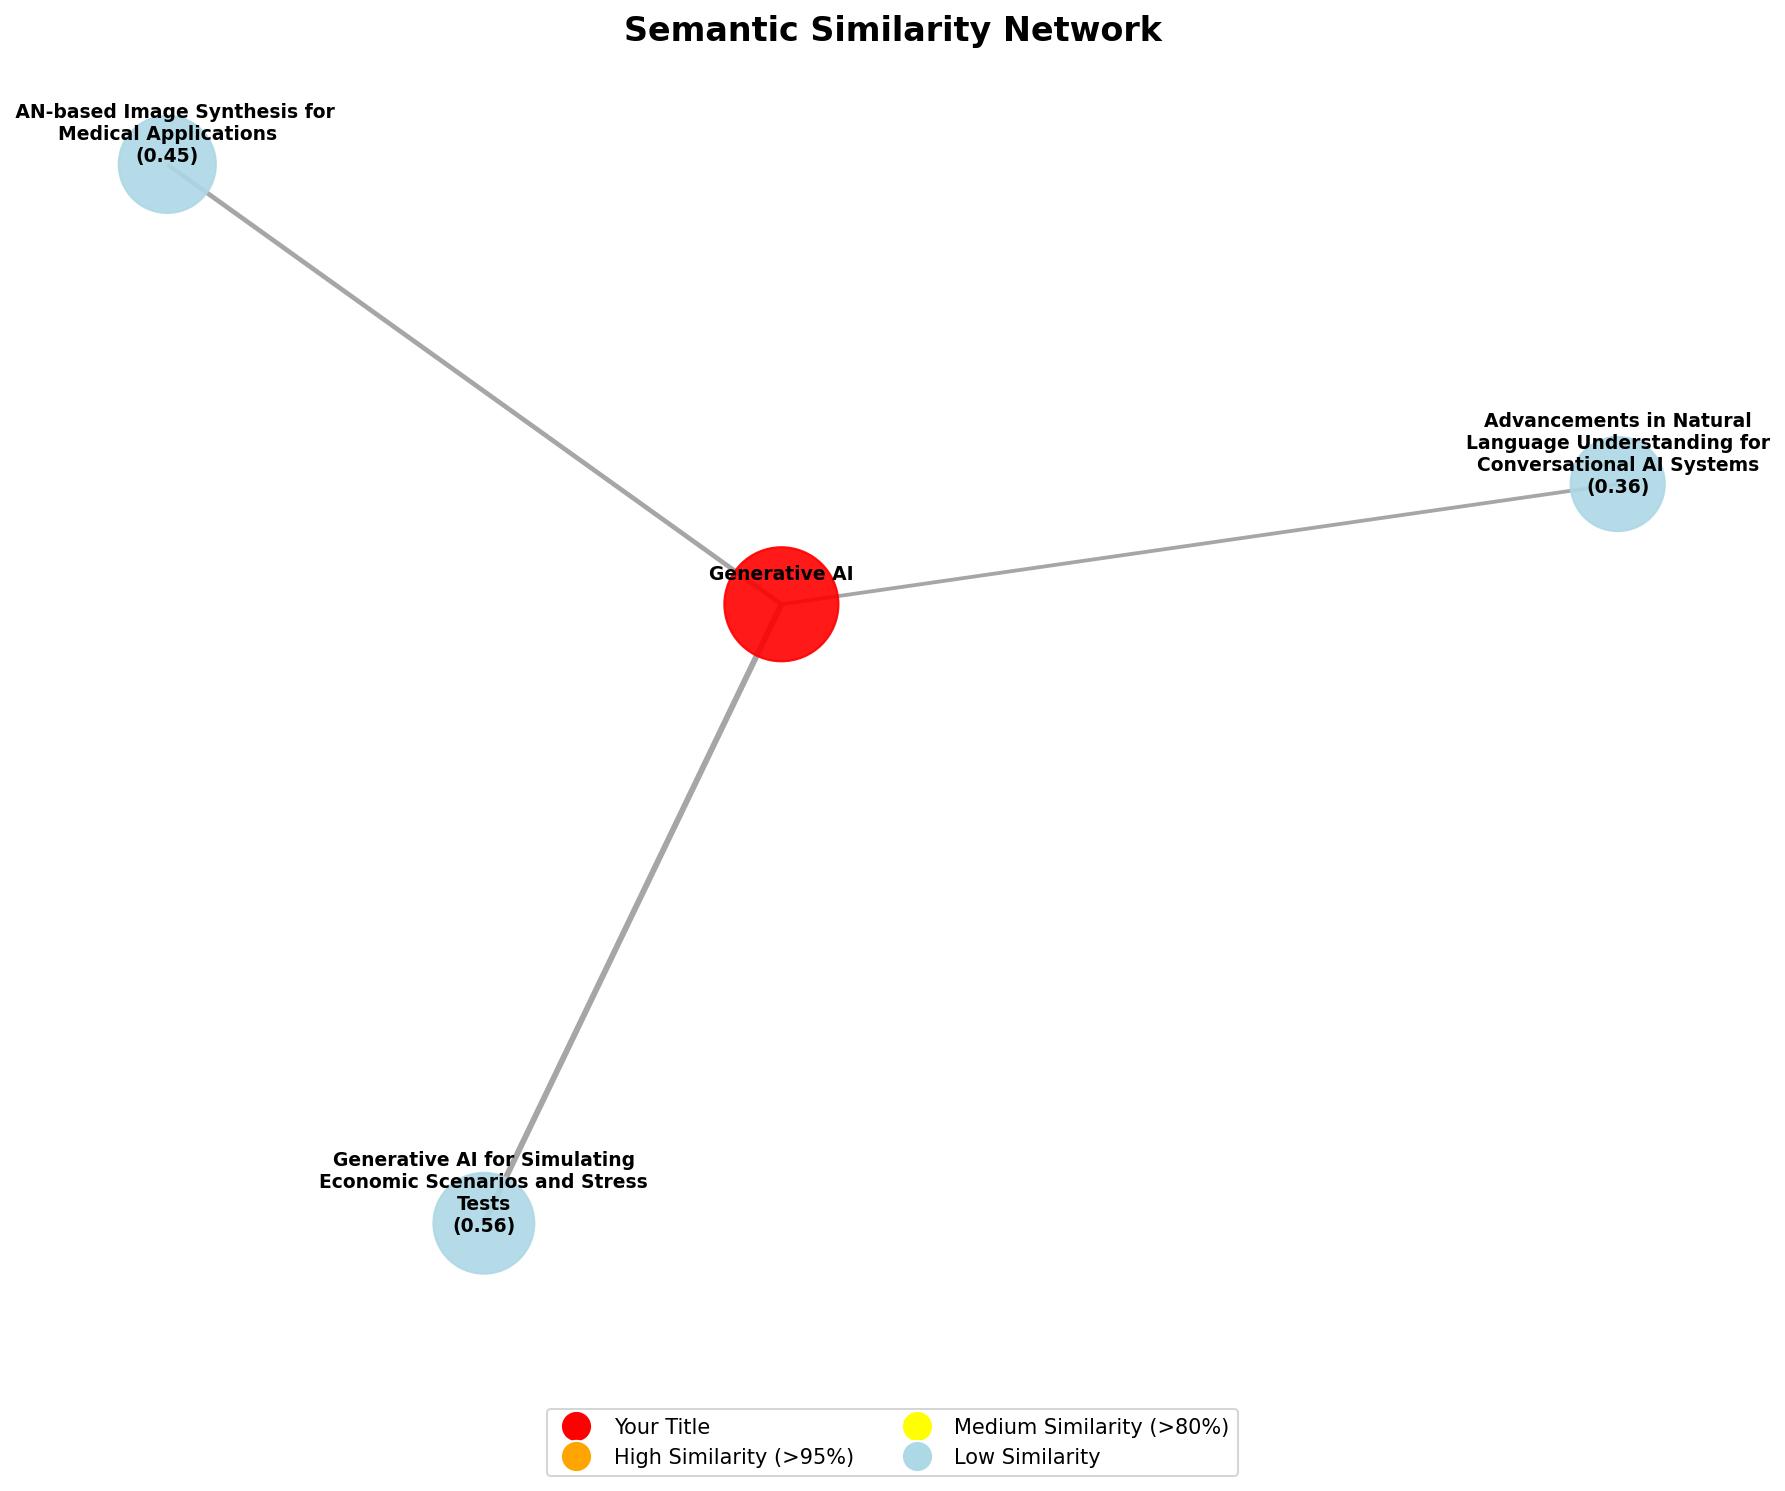 Semantic Similarity Network
AN-based Image Synthesis for
Medical Applications
(0.45)
Advancements in Natural
Language Understanding for
Conversational AI Systems
(0.36)
Generative AI
Generative AI for Simulating
Economic Scenarios and Stress
Tests
(0.56)
Your Title
High Similarity (>95%)
Medium Similarity (>80%)
Low Similarity